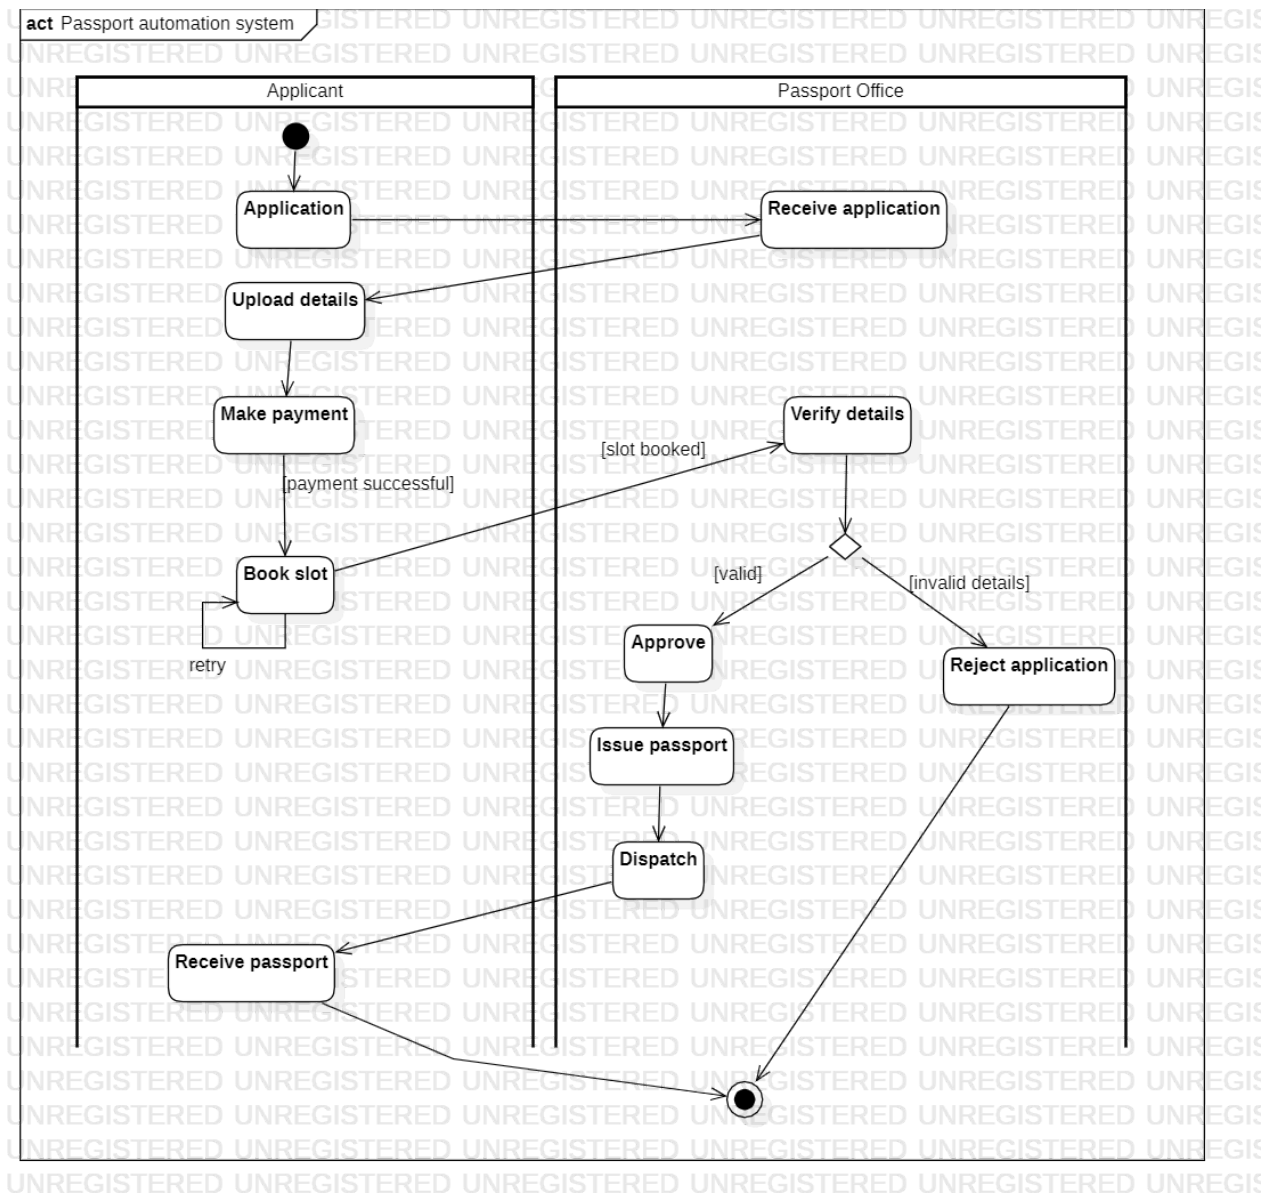 act Passport automation system
Applicant
Passport Office
Application
Receive application
Upload details
Make payment
Verify details
[slot booked]
[payment successful]
Book slot
[valid]
[invalid details]
retry
Approve
Reject application
Issue passport
Dispatch
Receive passport
UNREGISTERED